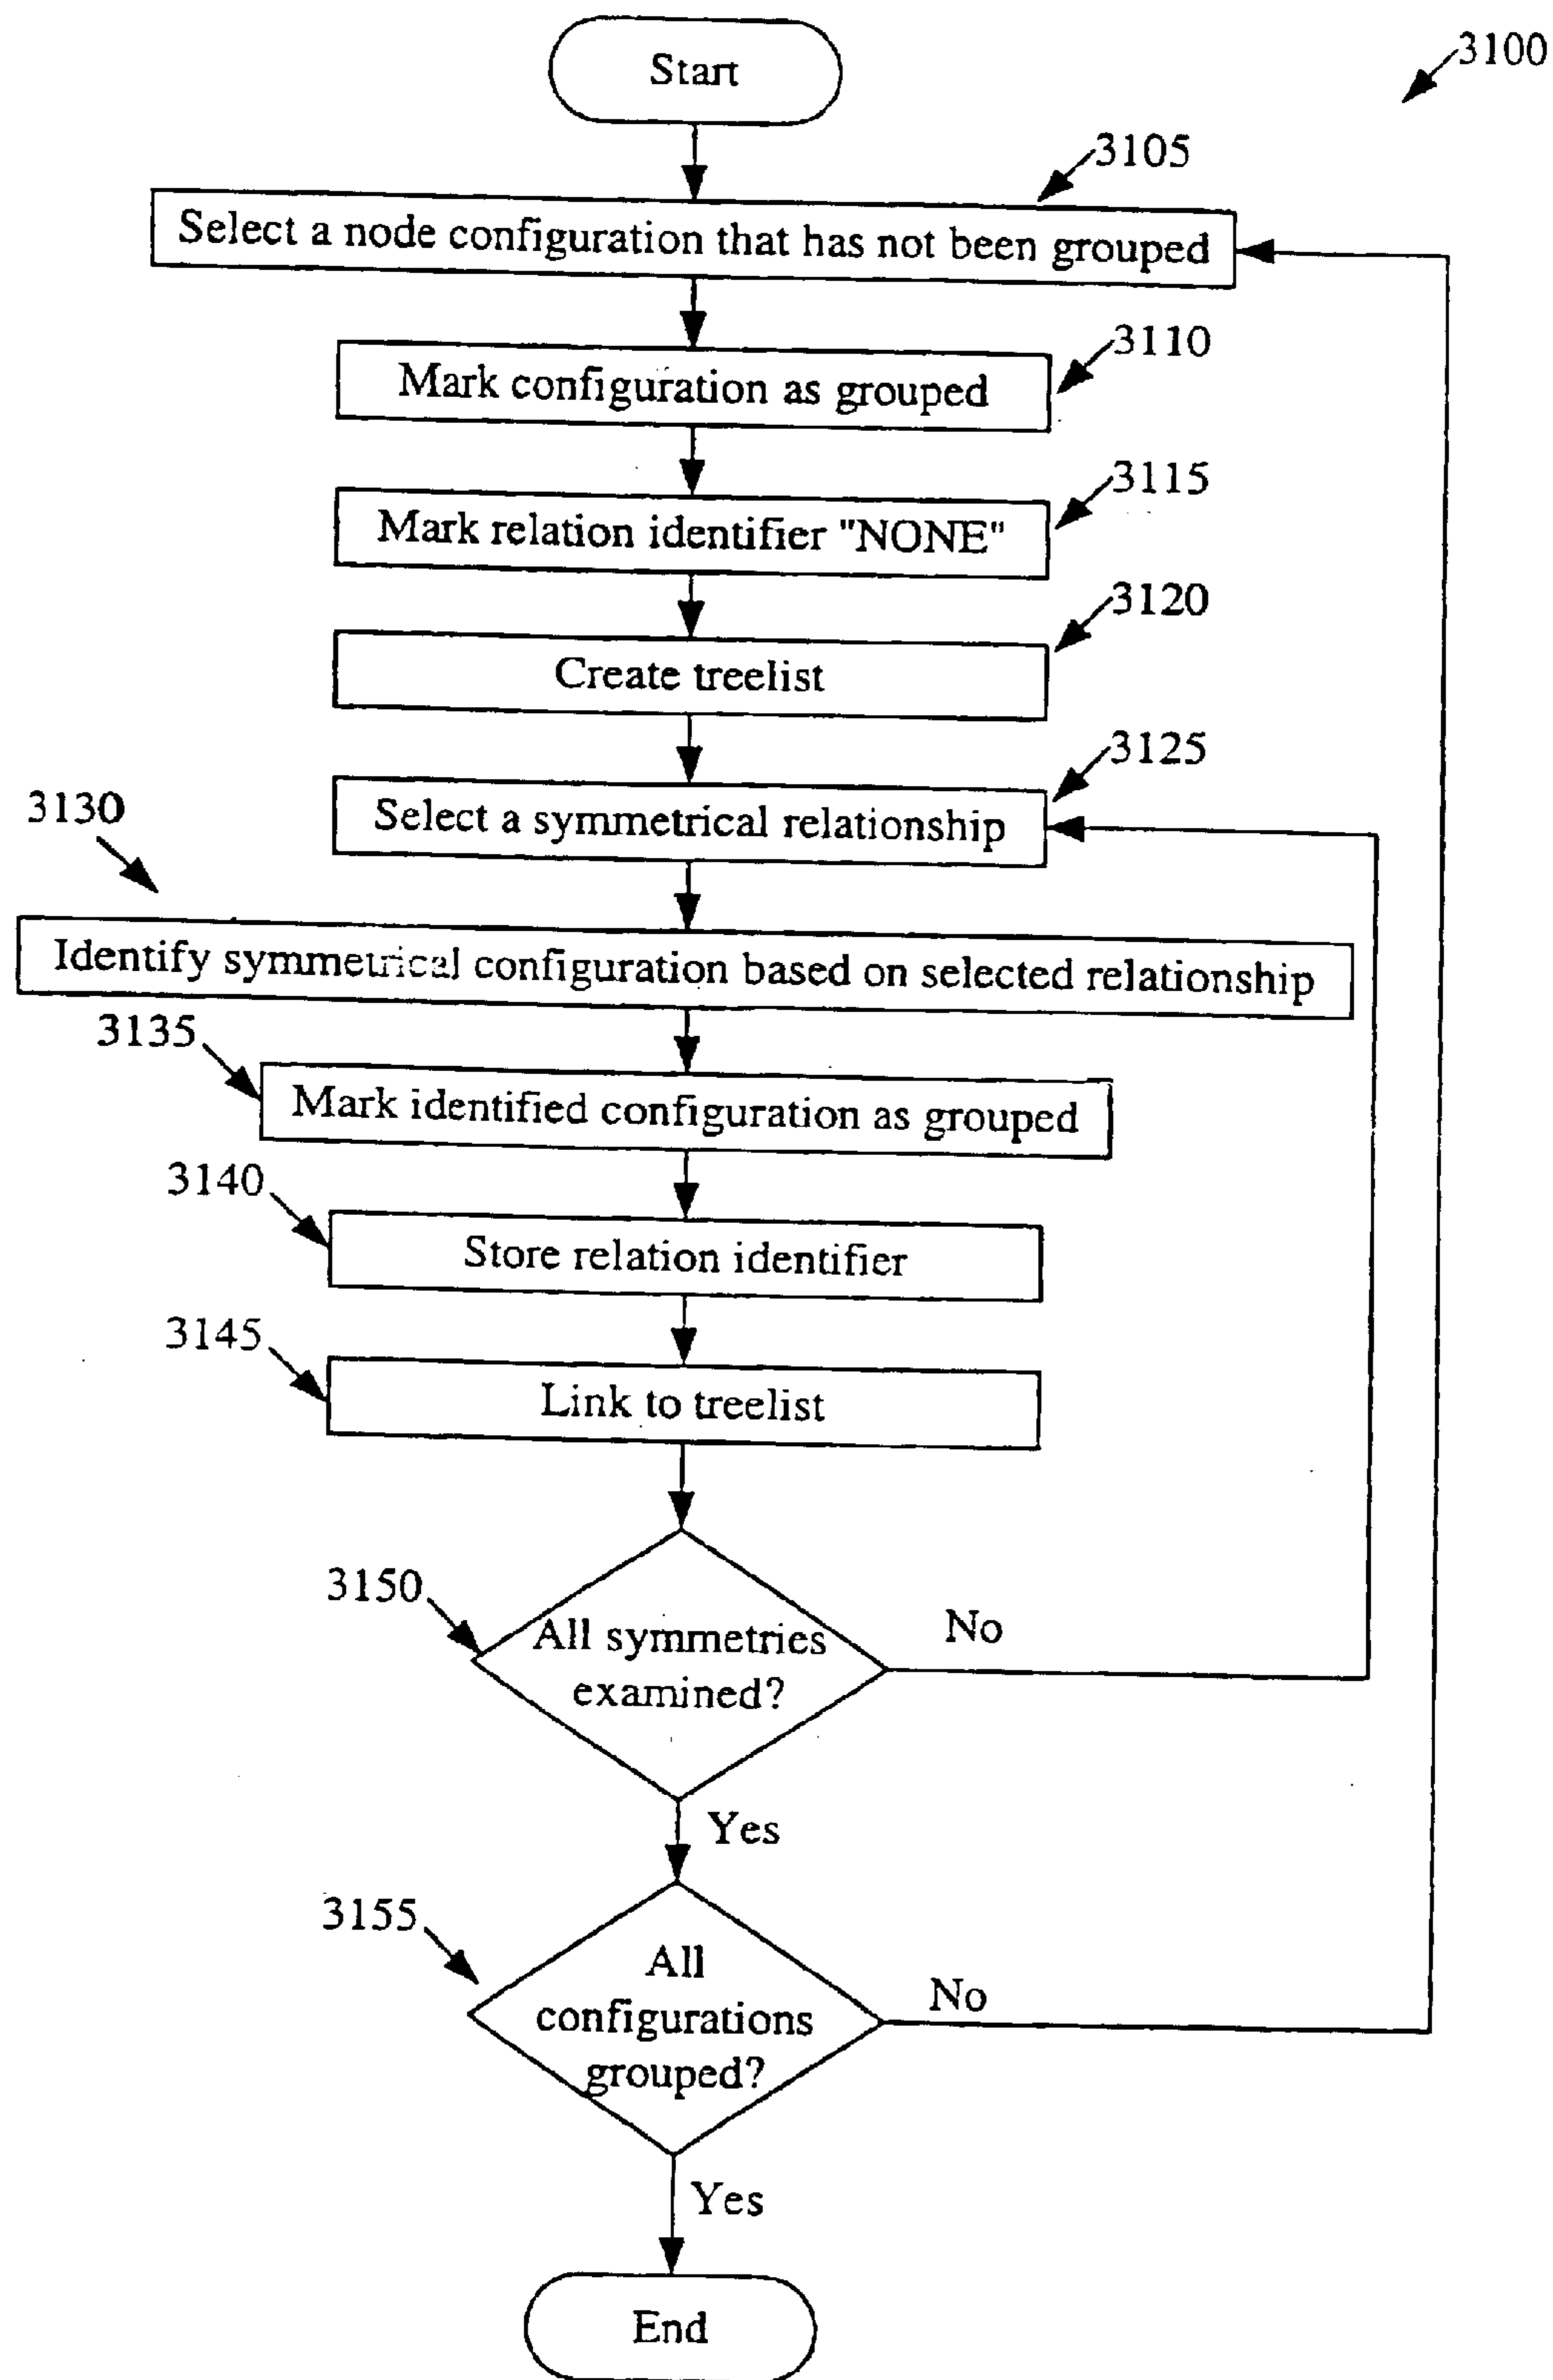 Start
3100
3105
Select a node configuration that has not been grouped
3110
Mark configuration as grouped
3115
Mark relation identifier "NONE"
3120
Create treelist
3125
Select a symmetrical relationship
3130
Identify symmetrical configuration based on selected relationship
3135
Mark identified configuration as grouped
3140
Store relation identifier
3145
Link to treelist
3150
All symmetries
examined?
No
Yes
3155
All
configurations
grouped?
No
Yes
End